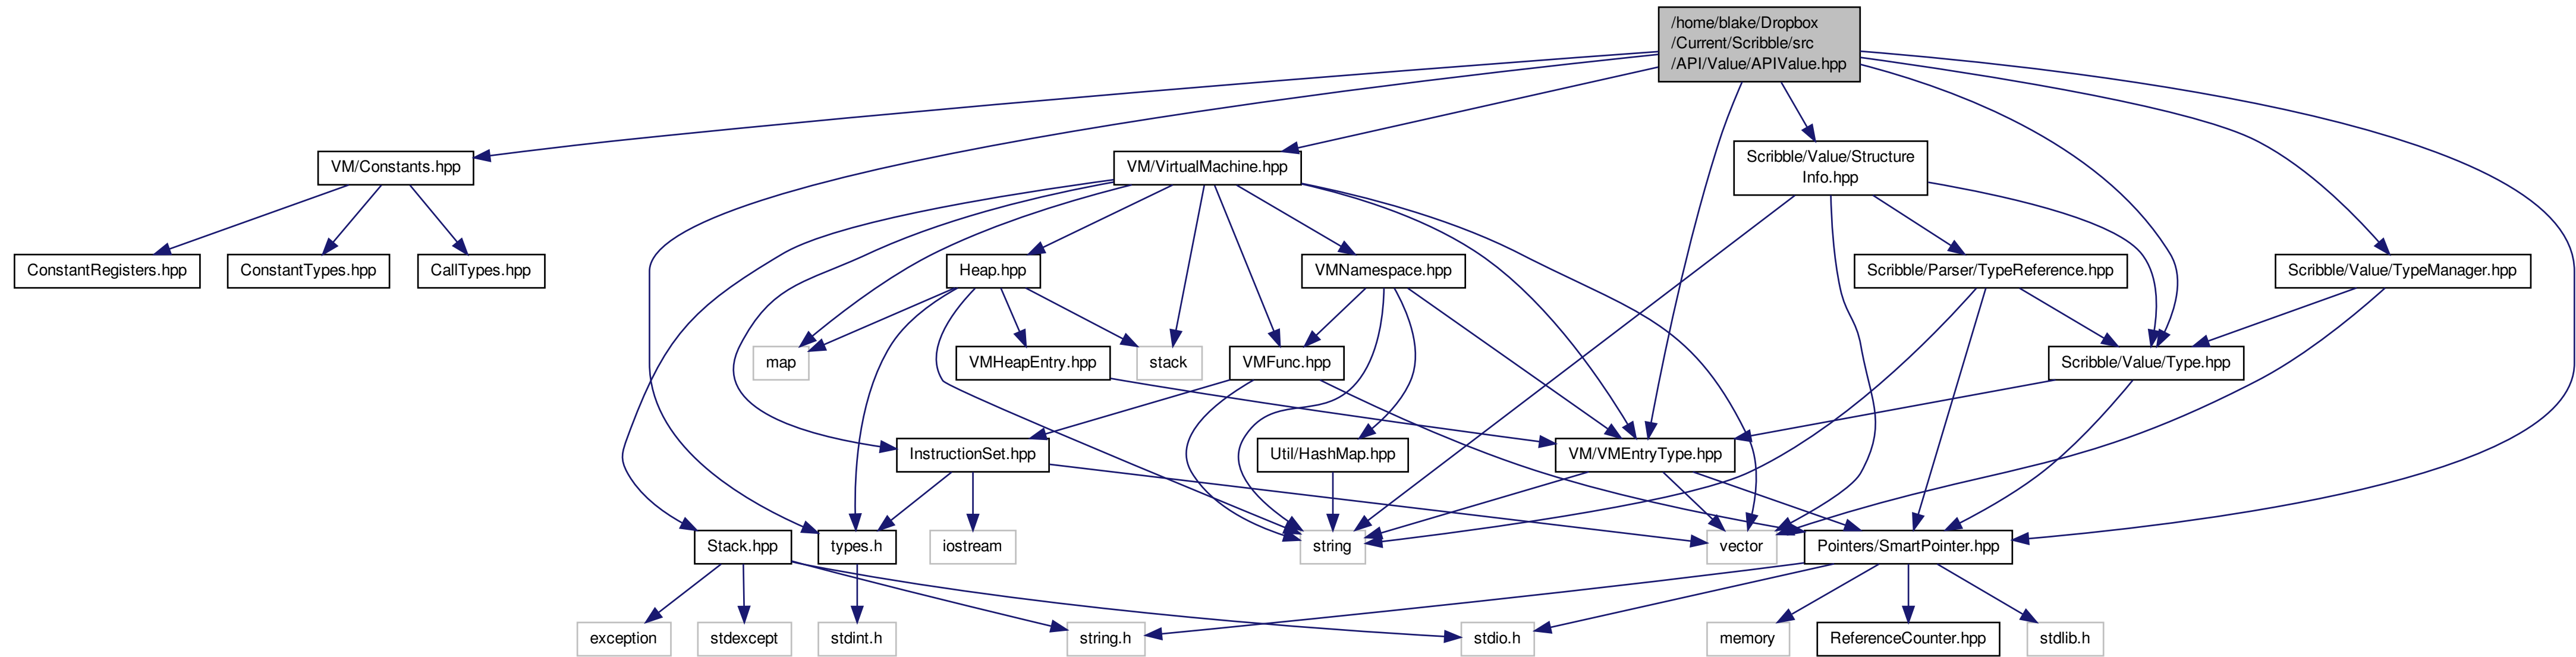 /home/blake/Dropbox
/Current/Scribble/src
/API/Value/APIValue.hpp
VM/Constants.hpp
VM/VirtualMachine.hpp
Scribble/Value/Structure
Info.hpp
ConstantRegisters.hpp
ConstantTypes.hpp
CallTypes.hpp
Heap.hpp
VMNamespace.hpp
Scribble/Parser/TypeReference.hpp
Scribble/Value/TypeManager.hpp
map
VMHeapEntry.hpp
stack
VMFunc.hpp
Scribble/Value/Type.hpp
InstructionSet.hpp
Util/HashMap.hpp
VM/VMEntryType.hpp
Stack.hpp
types.h
iostream
string
vector
Pointers/SmartPointer.hpp
exception
stdexcept
stdint.h
string.h
stdio.h
memory
ReferenceCounter.hpp
stdlib.h